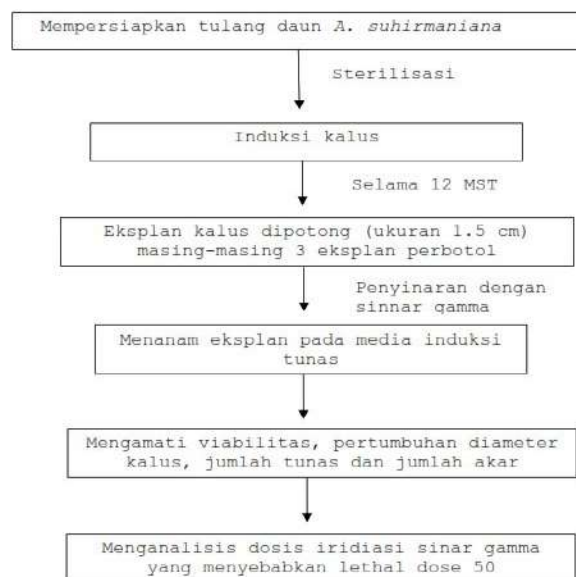 Mempersiapkan tulang daun A. suhirmaniana
Sterilisasi
Induksi kalus
Selama 12 MST
Eksplan kalus dipotong (ukuran 1.5 cm)
masing-masing 3 eksplan perbotol
Penyinaran dengan
sinnar gamma
Menanam eksplan pada media induksi
tunas
Mengamati viabilitas, pertumbuhan diameter
kalus, jumlah tunas dan jumlah akar
Menganalisis dosis iridiasi sinar gamma
yang menyebabkan lethal dose 50